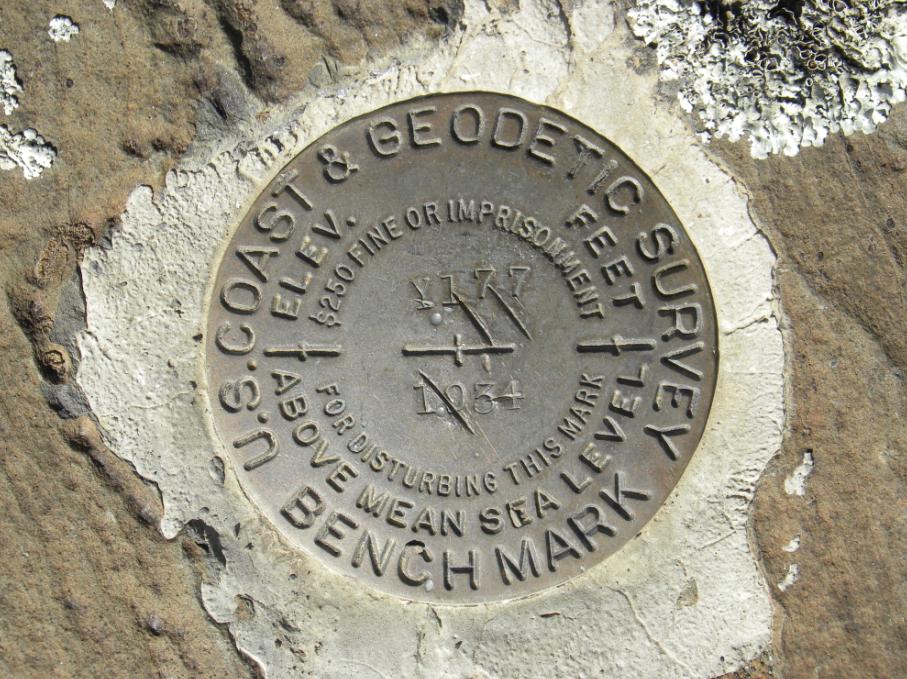 U.S. COAST & GEODETIC SURVEY
BENCH MARK
ELEV.
FEET
ABOVE MEAN SEA LEVEL
$250 FINE OR IMPRISONMENT
FOR DISTURBING THIS MARK
177
1934